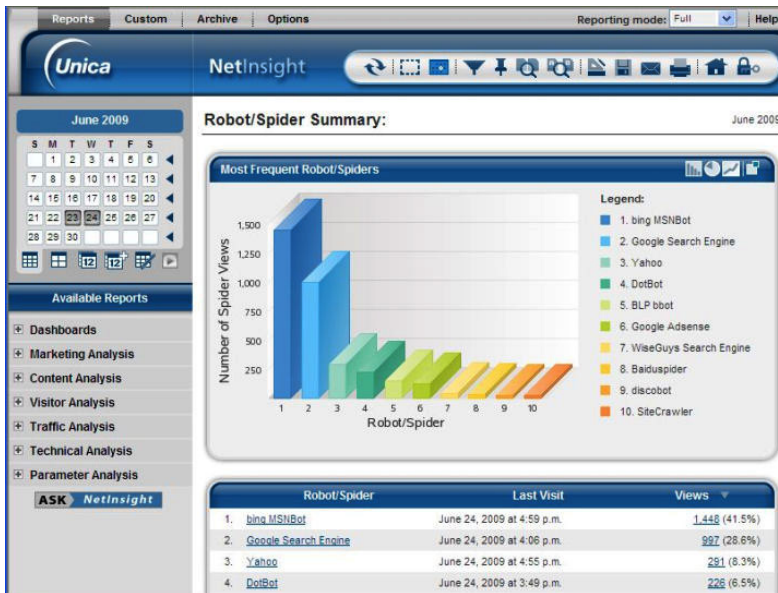 Reports Custom Archive Options Reporting mode: Full Help
Unica NetInsight
June 2009
S M T W T F S
1 2 3 4 5 6
7 8 9 10 11 12 13
14 15 16 17 18 19 20
21 22 23 24 25 26 27
28 29 30
12 12+
Available Reports
Dashboards
Marketing Analysis
Content Analysis
Visitor Analysis
Traffic Analysis
Technical Analysis
Parameter Analysis
ASK NetInsight
Robot/Spider Summary: June 2009
Most Frequent Robot/Spiders
Number of Spider Views
1,500
1,250
1,000
750
500
250
1 2 3 4 5 6 7 8 9 10
Robot/Spider
Legend:
1. bing MSNBot
2. Google Search Engine
3. Yahoo
4. DotBot
5. BLP bbot
6. Google Adsense
7. WiseGuys Search Engine
8. Baiduspider
9. discobot
10. SiteCrawler
Robot/Spider Last Visit Views
1. bing MSNBot June 24, 2009 at 4:59 p.m. 1,448 (41.5%)
2. Google Search Engine June 24, 2009 at 4:06 p.m. 997 (28.6%)
3. Yahoo June 24, 2009 at 4:55 p.m. 291 (8.3%)
4. DotBot June 24, 2009 at 3:49 p.m. 226 (6.5%)